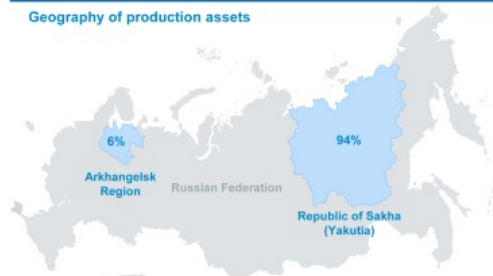 Geography of production assets
6%
94%
Arkhangelsk
Region
Russian Federation
Republic of Sakha
(Yakutia)